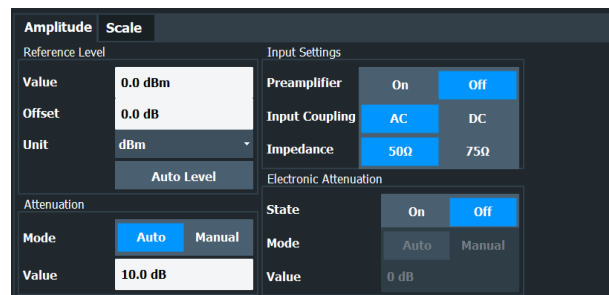 Amplitude Scale
Reference Level
Value 0.0 dBm
Offset 0.0 dB
Unit dBm
Auto Level
Attenuation
Mode Auto Manual
Value 10.0 dB
Input Settings
Preamplifier On Off
Input Coupling AC DC
Impedance 50Ω 75Ω
Electronic Attenuation
State On Off
Mode Auto Manual
Value 0 dB